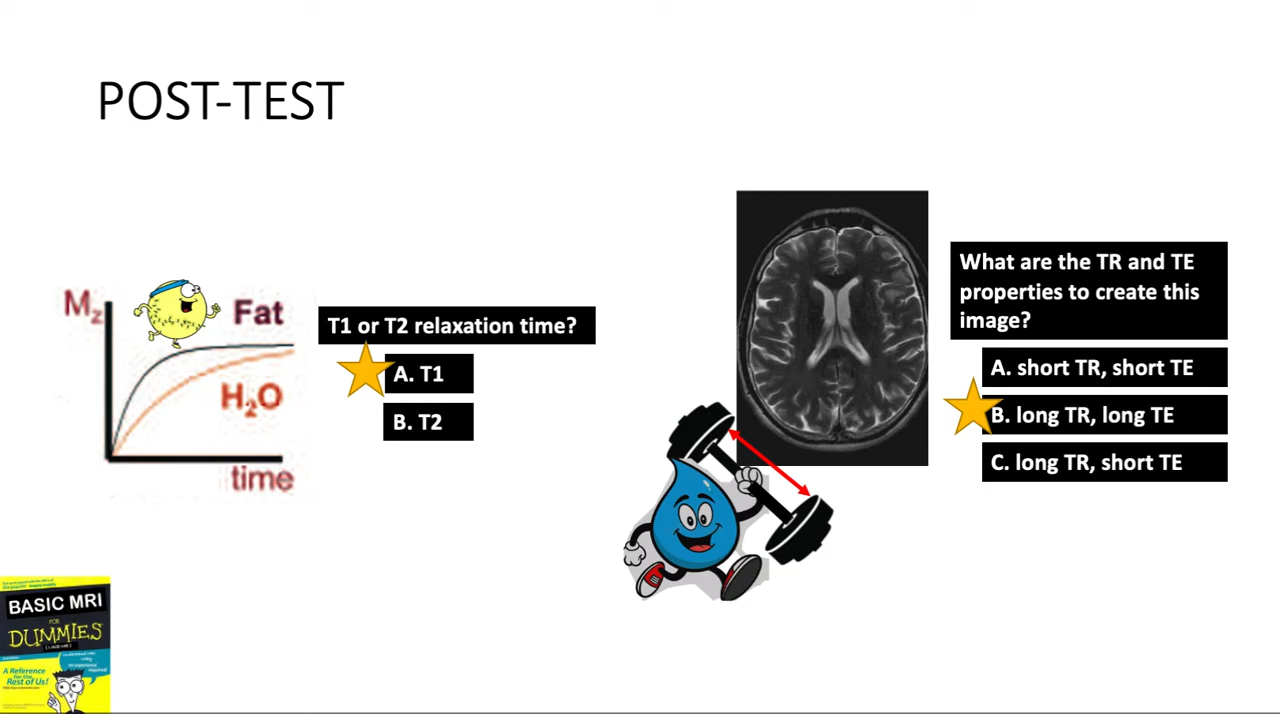 POST-TEST
Mz
Fat
H2O
time
T1 or T2 relaxation time?
A. T1
B. T2
What are the TR and TE
properties to create this
image?
A. short TR, short TE
B. long TR, long TE
C. long TR, short TE
BASIC MRI
FOR
DUMMIES
A Reference
for the
Rest of Us!